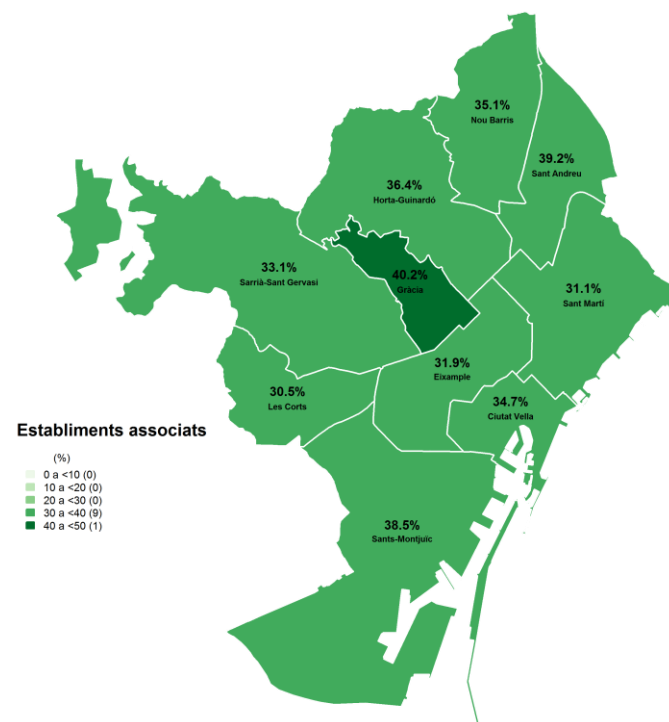 35.1%
Nou Barris
39.2%
Sant Andreu
36.4%
Horta-Guinardó
33.1%
Sarrià-Sant Gervasi
40.2%
Gràcia
31.1%
Sant Martí
31.9%
Eixample
30.5%
Les Corts
34.7%
Ciutat Vella
Establiments associats
(%)
0 a <10 (0)
10 a <20 (0)
20 a <30 (0)
30 a <40 (9)
40 a <50 (1)
38.5%
Sants-Montjuïc